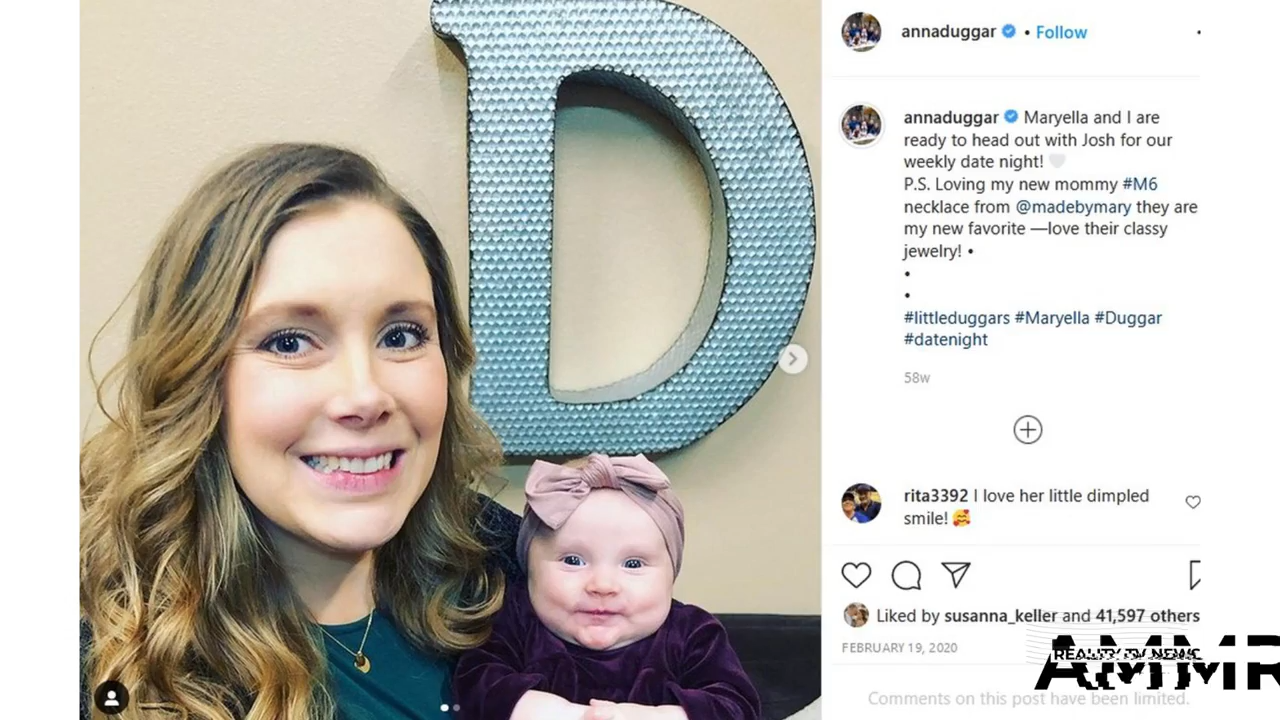 D
annaduggar • Follow
annaduggar Maryella and I are
ready to head out with Josh for our
weekly date night! 🤍
P.S. Loving my new mommy #M6
necklace from @madebymary they are
my new favorite —love their classy
jewelry! •
•
•
#littleduggars #Maryella #Duggar
#datenight
58w
rita3392 I love her little dimpled
smile! 🥰
Liked by susanna_keller and 41,597 others
FEBRUARY 19, 2020
Comments on this post have been limited.
AMMR
REALITY TV NEWS